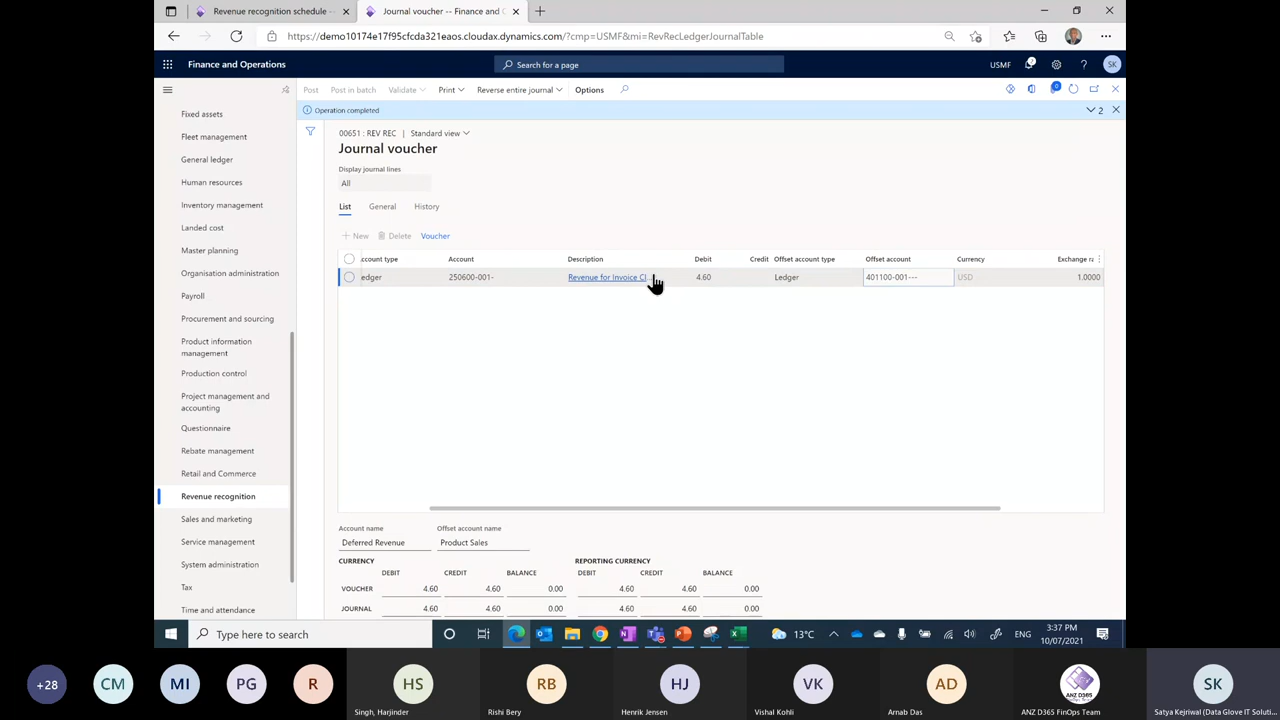 Revenue recognition schedule --
Journal voucher -- Finance and O
https://demo10174e17f95cfcda321eaos.cloudax.dynamics.com/?cmp=USMF&mi=RevRecLedgerJournalTable
Finance and Operations
Search for a page
USMF
SK
Post
Post in batch
Validate
Print
Reverse entire journal
Options
0
Operation completed
2
Fixed assets
Fleet management
General ledger
Human resources
Inventory management
Landed cost
Master planning
Organisation administration
Payroll
Procurement and sourcing
Product information
management
Production control
Project management and
accounting
Questionnaire
Rebate management
Retail and Commerce
Revenue recognition
Sales and marketing
Service management
System administration
Tax
Time and attendance
00651 : REV REC | Standard view
Journal voucher
Display journal lines
All
List General History
New Delete Voucher
ccount type Account Description Debit Credit Offset account type Offset account Currency Exchange ra
edger 250600-001- Revenue for Invoice CI 4.60 Ledger 401100-001--- USD 1.0000
Account name Offset account name
Deferred Revenue Product Sales
CURRENCY REPORTING CURRENCY
DEBIT CREDIT BALANCE DEBIT CREDIT BALANCE
VOUCHER 4.60 4.60 0.00 4.60 4.60 0.00
JOURNAL 4.60 4.60 0.00 4.60 4.60 0.00
Type here to search
13°C
ENG
3:37 PM
10/07/2021
+28
CM
MI
PG
R
HS
RB
HJ
VK
AD
SK
Singh, Harjinder
Rishi Bery
Henrik Jensen
Vishal Kohli
Arnab Das
ANZ D365 FinOps Team
Satya Kejriwal (Data Glove IT Soluti...